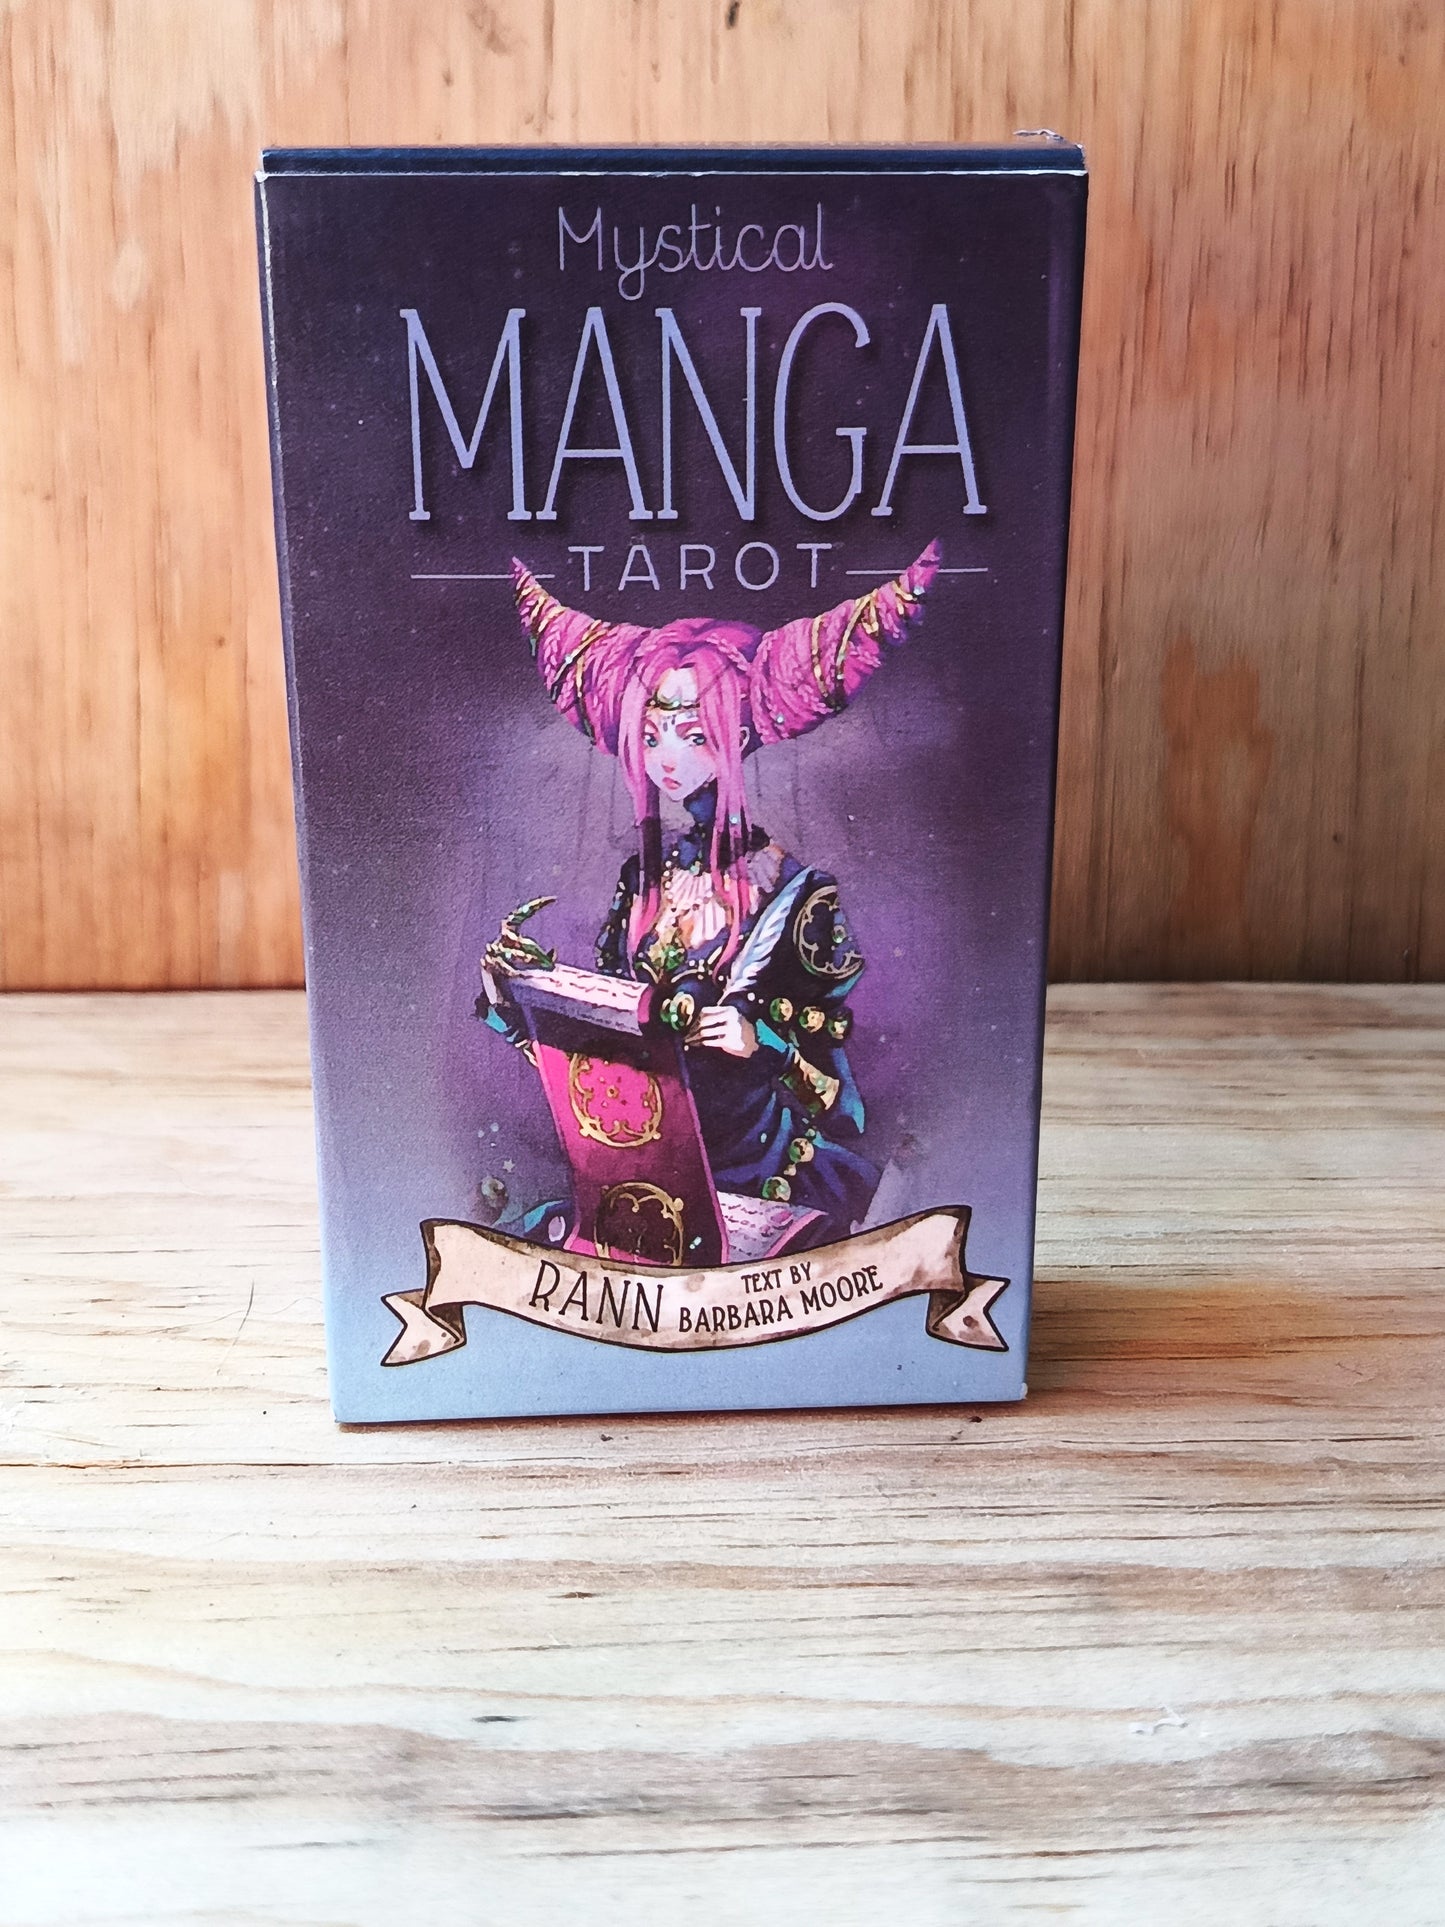 Mystical
MANGA
TAROT
RANN
TEXT BY
BARBARA MOORE